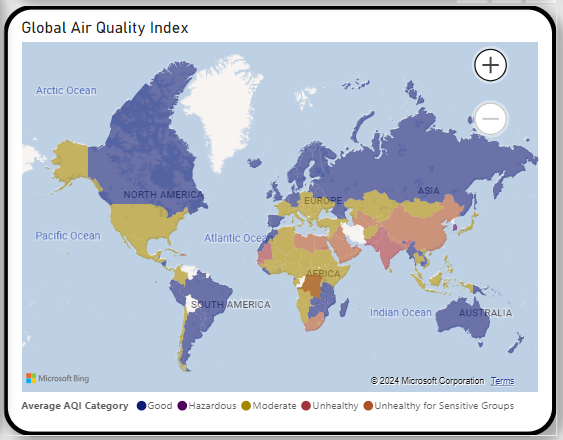 Global Air Quality Index
Arctic Ocean
NORTH AMERICA
EUROPE
ASIA
Pacific Ocean
Atlantic Ocean
AFRICA
SOUTH AMERICA
Indian Ocean
AUSTRALIA
Microsoft Bing
© 2024 Microsoft Corporation Terms
Average AQI Category Good Hazardous Moderate Unhealthy Unhealthy for Sensitive Groups